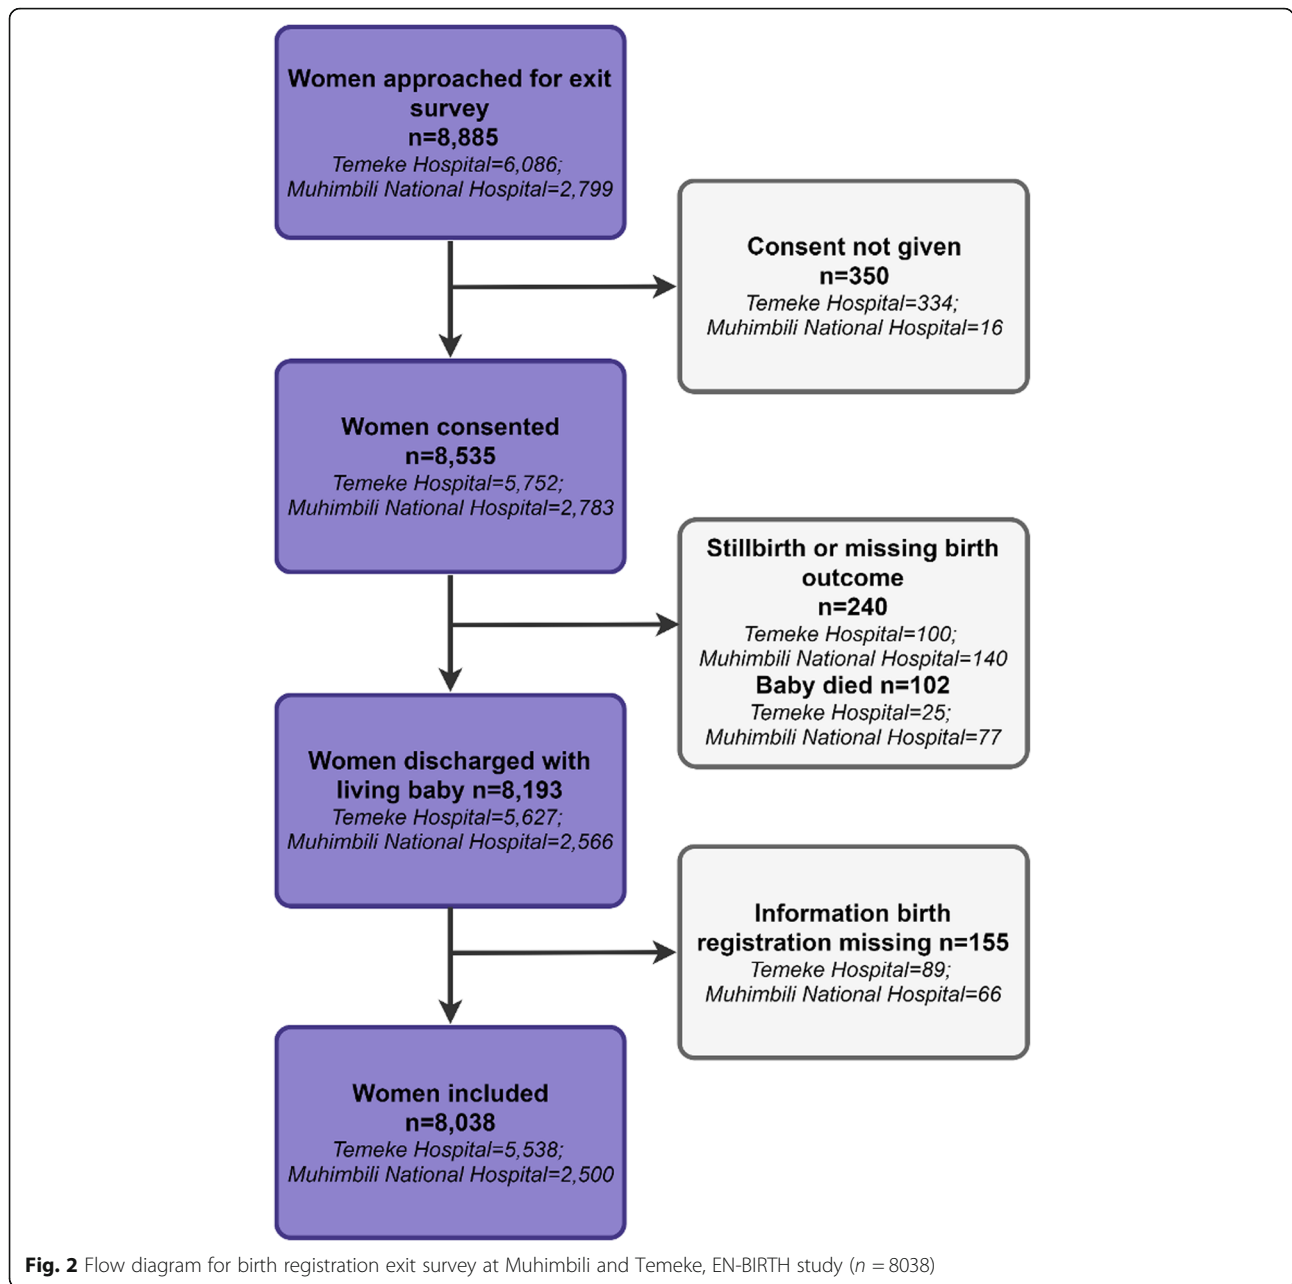 Women approached for exit
survey
n=8,885
Temeke Hospital=6,086;
Muhimbili National Hospital=2,799
Consent not given
n=350
Temeke Hospital=334;
Muhimbili National Hospital=16
Women consented
n=8,535
Temeke Hospital=5,752;
Muhimbili National Hospital=2,783
Stillbirth or missing birth
outcome
n=240
Temeke Hospital=100;
Muhimbili National Hospital=140
Baby died n=102
Temeke Hospital=25;
Muhimbili National Hospital=77
Women discharged with
living baby n=8,193
Temeke Hospital=5,627;
Muhimbili National Hospital=2,566
Information birth
registration missing n=155
Temeke Hospital=89;
Muhimbili National Hospital=66
Women included
n=8,038
Temeke Hospital=5,538;
Muhimbili National Hospital=2,500
Fig. 2 Flow diagram for birth registration exit survey at Muhimbili and Temeke, EN-BIRTH study (n = 8038)